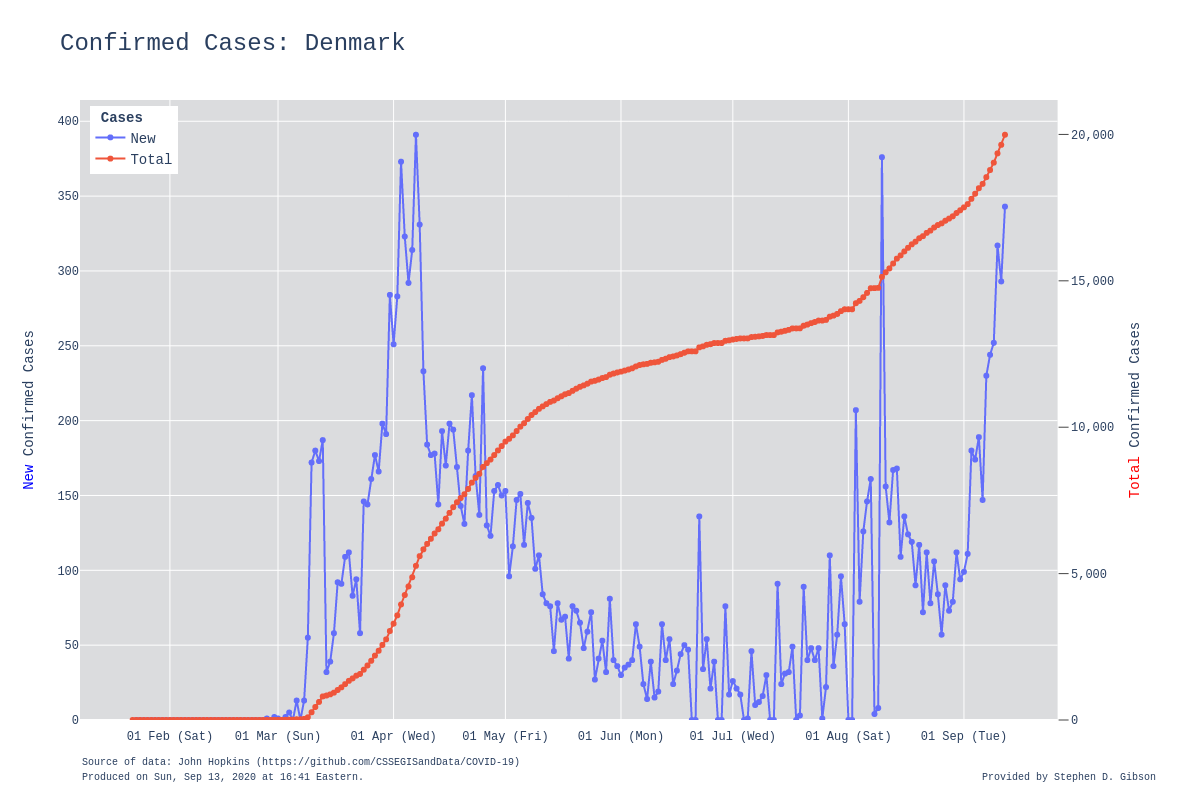 Confirmed Cases: Denmark
Cases
New
Total
400
350
300
250
200
150
100
50
0
20,000
15,000
10,000
5,000
0
New Confirmed Cases
Total Confirmed Cases
01 Feb (Sat)
01 Mar (Sun)
01 Apr (Wed)
01 May (Fri)
01 Jun (Mon)
01 Jul (Wed)
01 Aug (Sat)
01 Sep (Tue)
Source of data: John Hopkins (https://github.com/CSSEGISandData/COVID-19)
Produced on Sun, Sep 13, 2020 at 16:41 Eastern.
Provided by Stephen D. Gibson